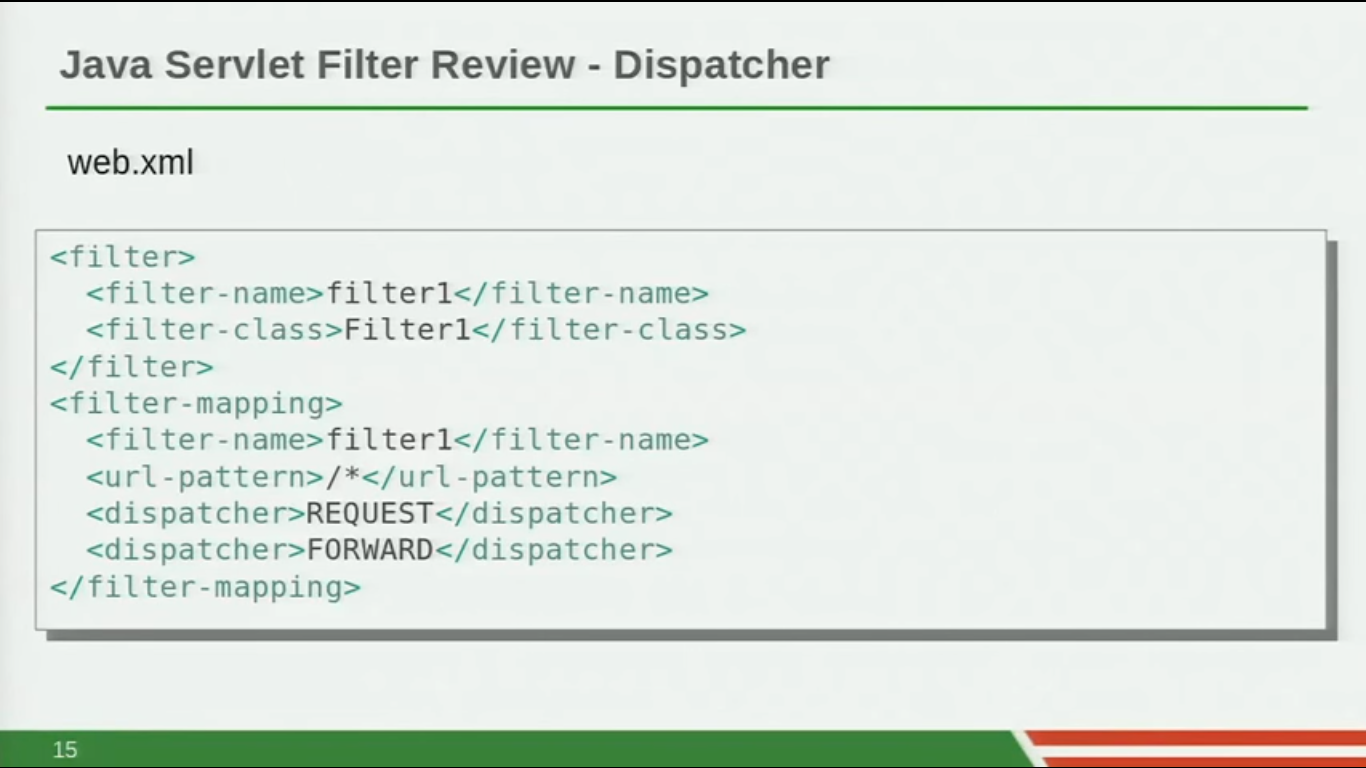 Java Servlet Filter Review - Dispatcher
web.xml
<filter>
  <filter-name>filter1</filter-name>
  <filter-class>Filter1</filter-class>
</filter>
<filter-mapping>
  <filter-name>filter1</filter-name>
  <url-pattern>/*</url-pattern>
  <dispatcher>REQUEST</dispatcher>
  <dispatcher>FORWARD</dispatcher>
</filter-mapping>
15